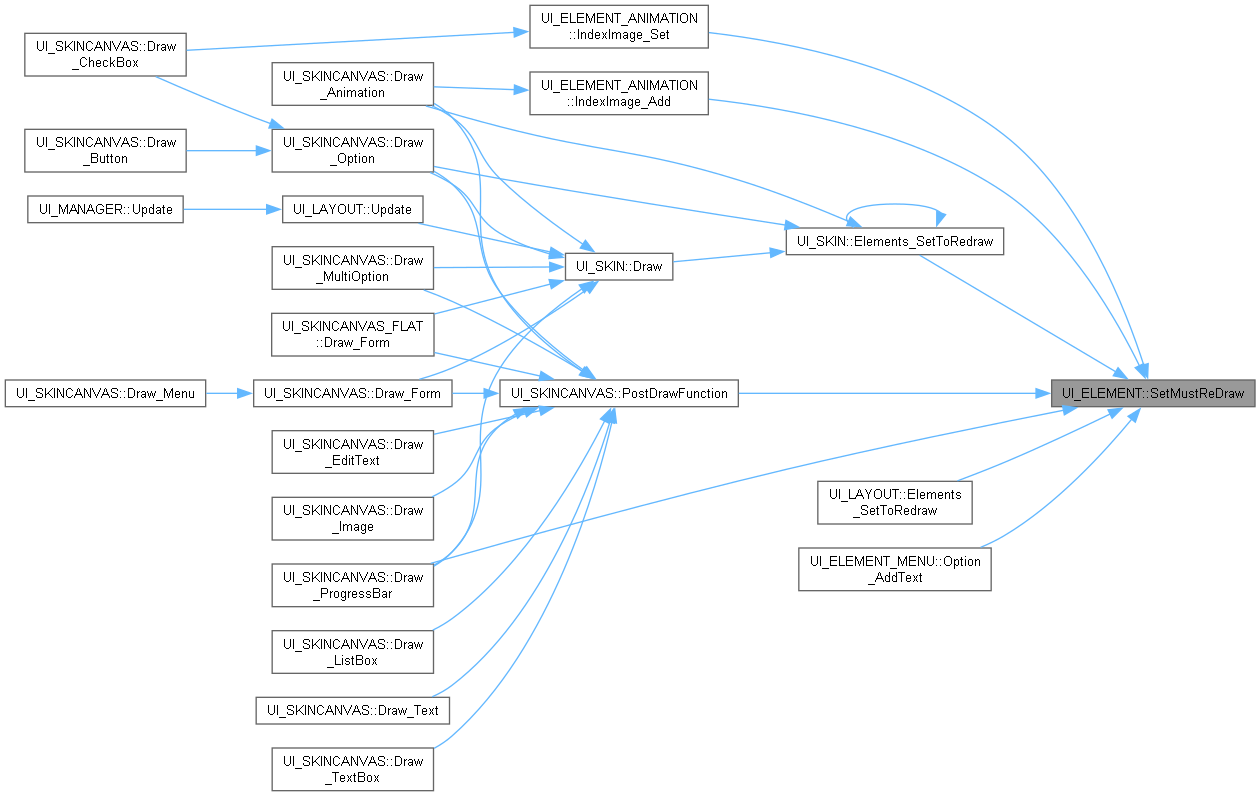 UI_ELEMENT_ANIMATION
::IndexImage_Set
UI_SKINCANVAS::Draw
_CheckBox
UI_SKINCANVAS::Draw
_Animation
UI_ELEMENT_ANIMATION
::IndexImage_Add
UI_SKINCANVAS::Draw
_Button
UI_SKINCANVAS::Draw
_Option
UI_MANAGER::Update
UI_LAYOUT::Update
UI_SKIN::Elements_SetToRedraw
UI_SKINCANVAS::Draw
_MultiOption
UI_SKIN::Draw
UI_SKINCANVAS_FLAT
::Draw_Form
UI_SKINCANVAS::Draw_Menu
UI_SKINCANVAS::Draw_Form
UI_SKINCANVAS::PostDrawFunction
UI_ELEMENT::SetMustReDraw
UI_SKINCANVAS::Draw
_EditText
UI_LAYOUT::Elements
_SetToRedraw
UI_SKINCANVAS::Draw
_Image
UI_ELEMENT_MENU::Option
_AddText
UI_SKINCANVAS::Draw
_ProgressBar
UI_SKINCANVAS::Draw
_ListBox
UI_SKINCANVAS::Draw_Text
UI_SKINCANVAS::Draw
_TextBox